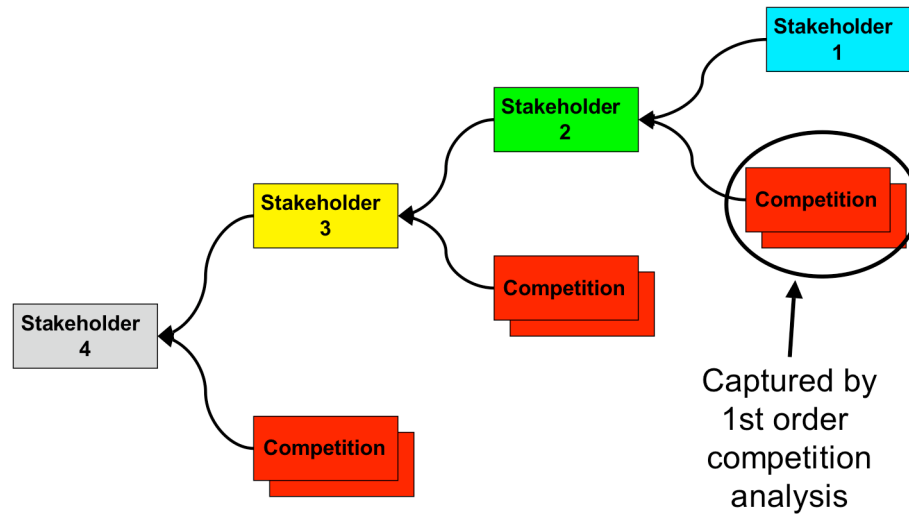 Stakeholder
1
Stakeholder
2
Competition
Stakeholder
3
Competition
Stakeholder
4
Competition
Captured by
1st order
competition
analysis